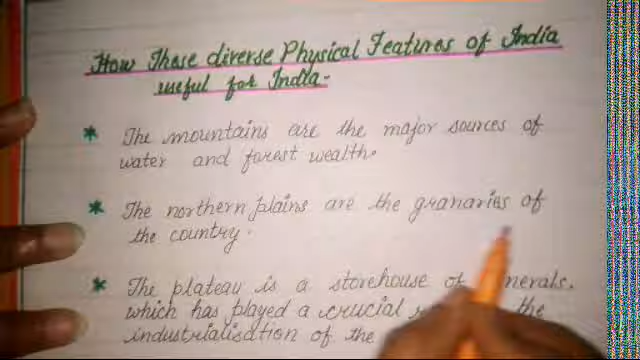 How These diverse Physical Features of India
useful for India-
* The mountains are the major sources of
water and forest wealth.
* The northern plains are the granaries of
the country.
* The plateau is a storehouse of
which has played a crucial the
industrialisation of the